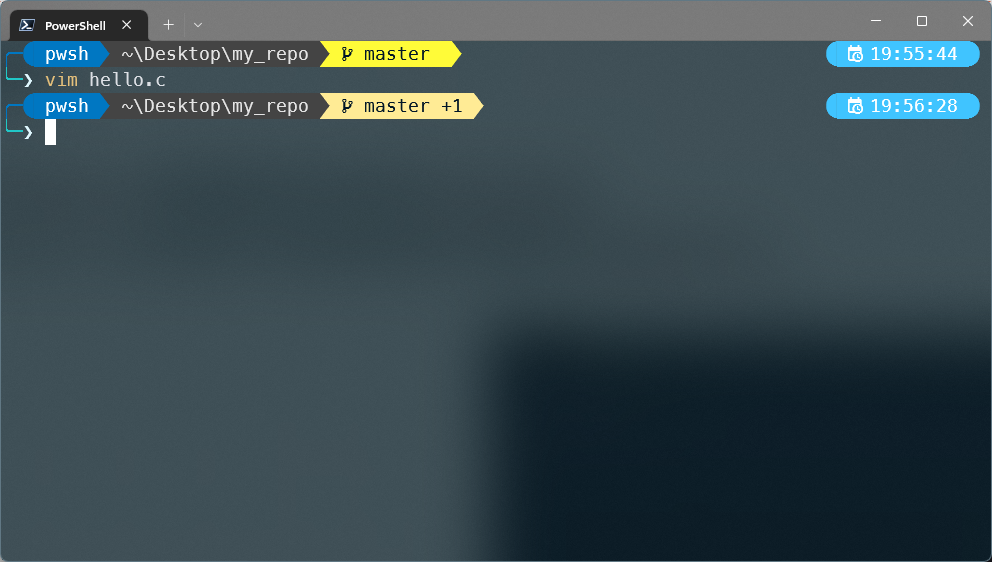 PowerShell
pwsh ~\Desktop\my_repo master 19:55:44
❯ vim hello.c
pwsh ~\Desktop\my_repo master +1 19:56:28
❯